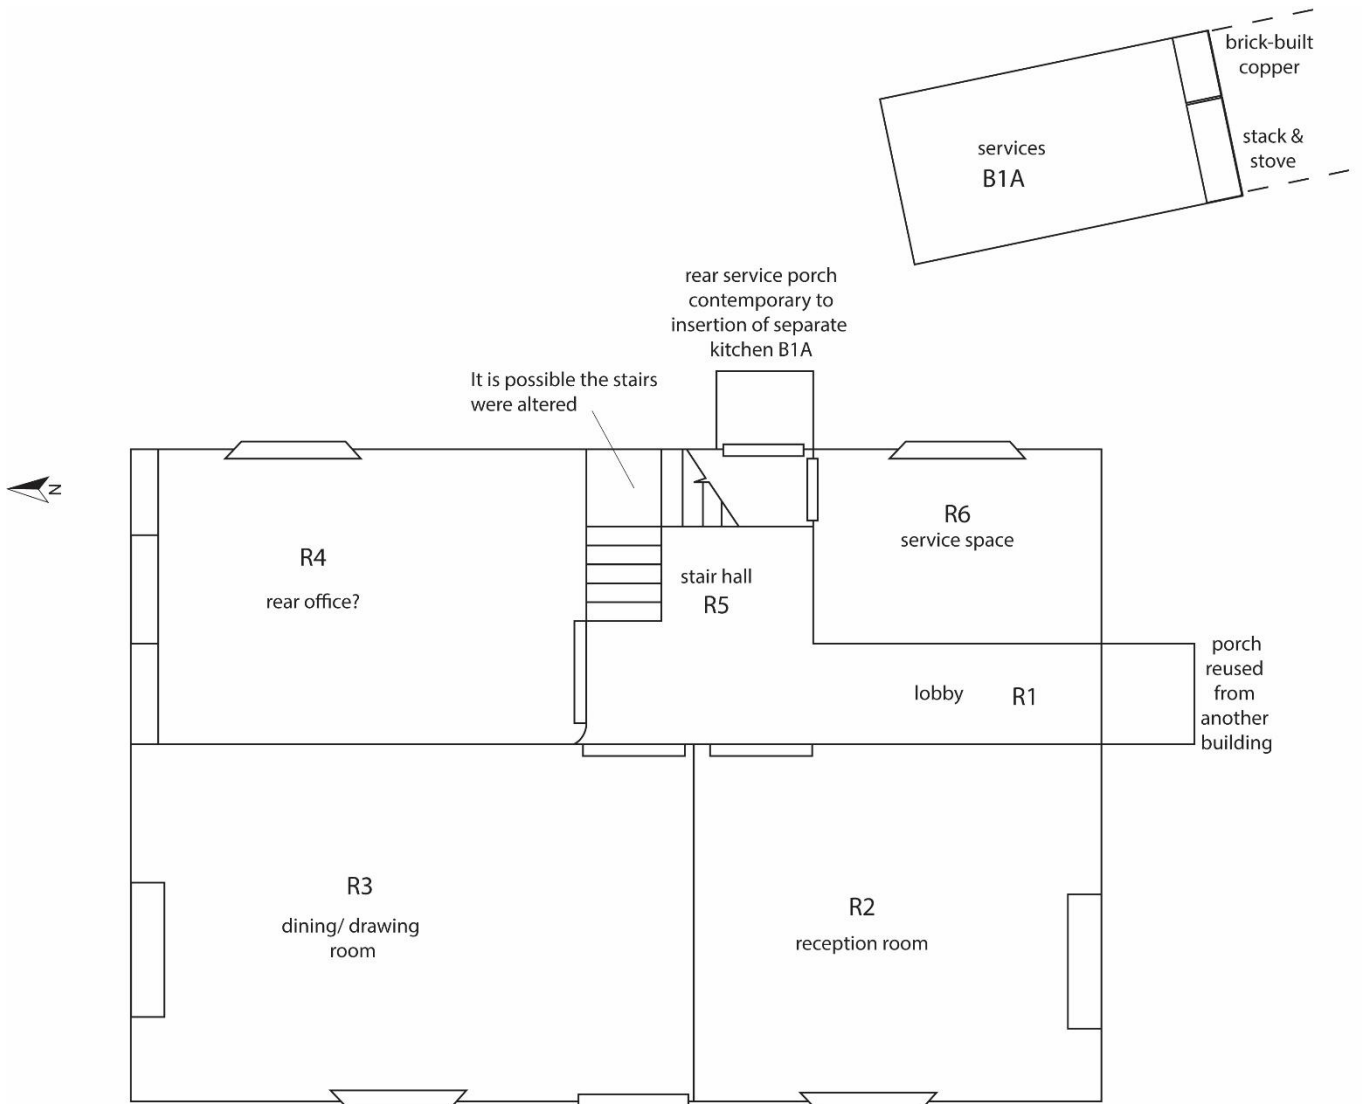 brick-built
copper
stack &
stove
services
B1A
rear service porch
contemporary to
insertion of separate
kitchen B1A
It is possible the stairs
were altered
N
R4
rear office?
stair hall
R5
R6
service space
lobby R1
porch
reused
from
another
building
R3
dining/ drawing
room
R2
reception room